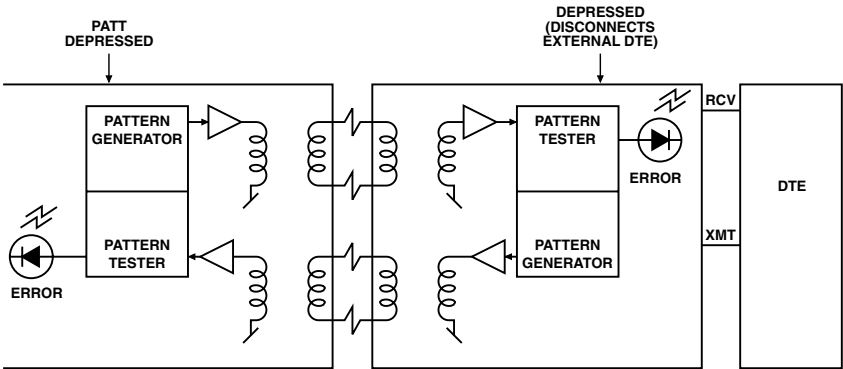 PATT
DEPRESSED
DEPRESSED
(DISCONNECTS
EXTERNAL DTE)
PATTERN
GENERATOR
PATTERN
TESTER
ERROR
PATTERN
TESTER
ERROR
PATTERN
GENERATOR
RCV
XMT
DTE